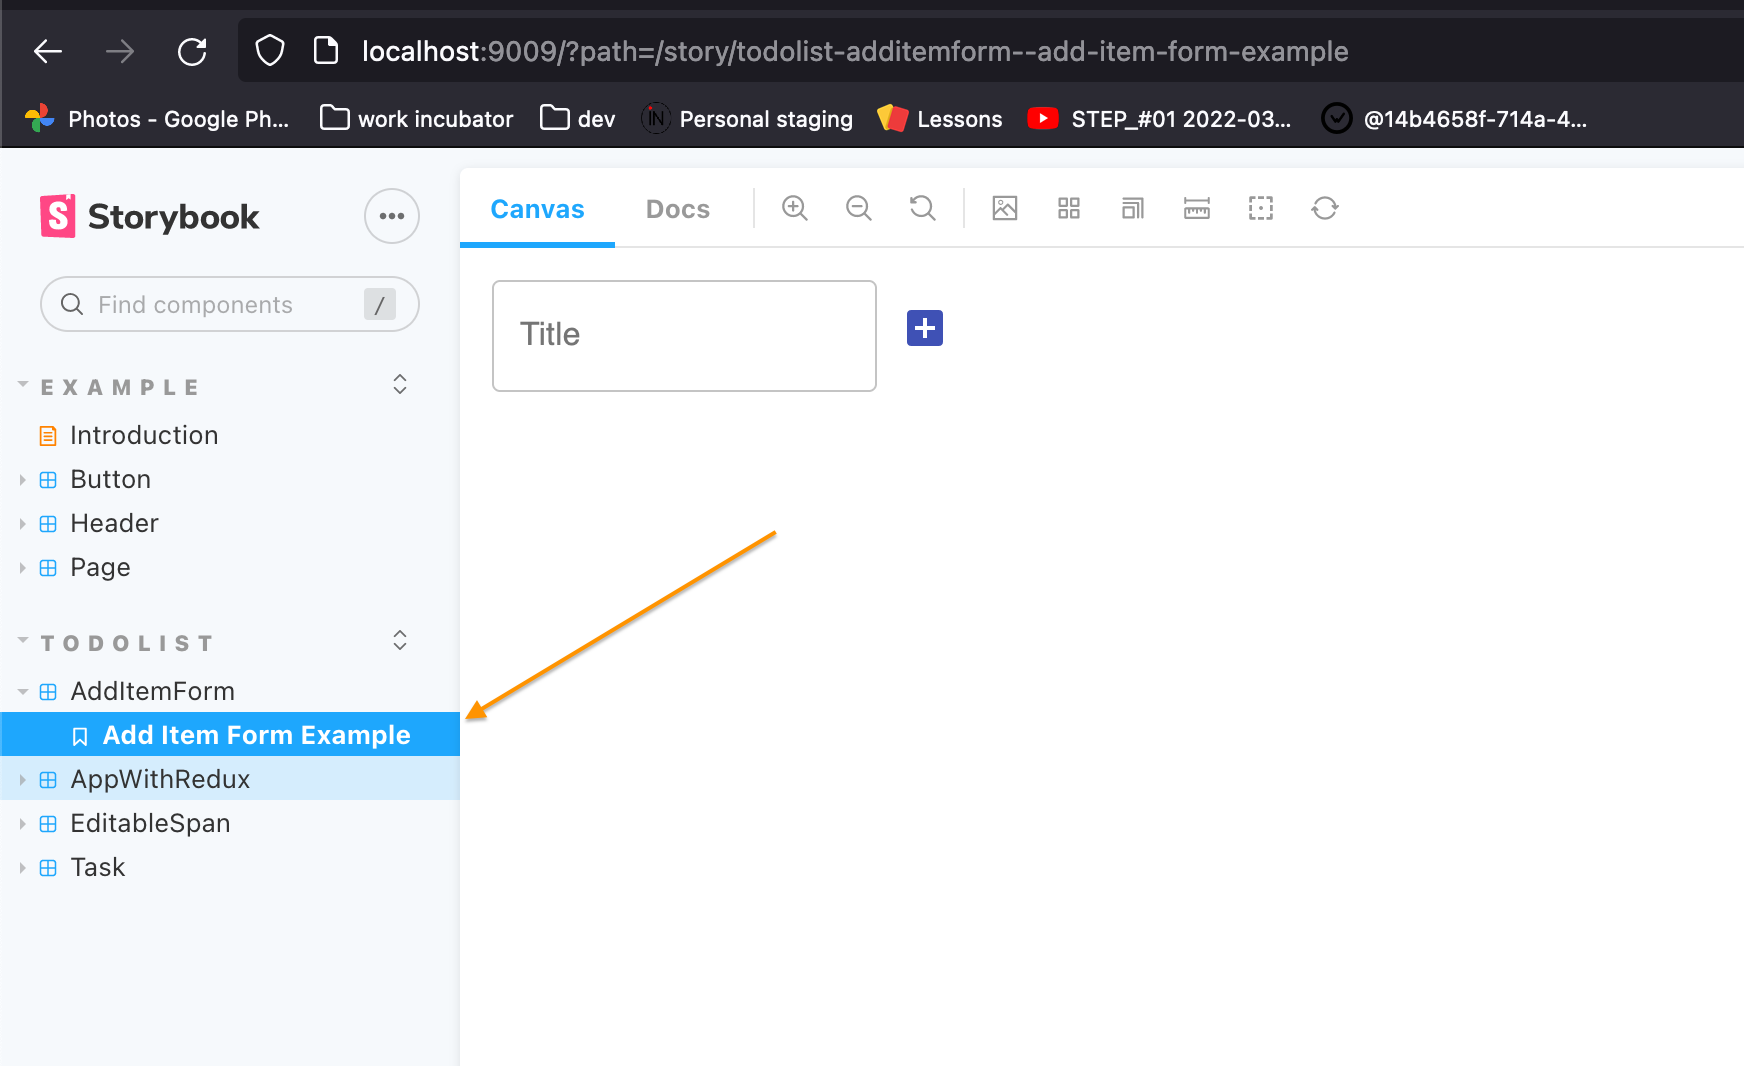 localhost:9009/?path=/story/todolist-additemform--add-item-form-example
Photos - Google Ph... work incubator dev IN Personal staging Lessons STEP_#01 2022-03... @14b4658f-714a-4...
S Storybook
Canvas Docs
Find components /
Title
EXAMPLE
Introduction
Button
Header
Page
TODOLIST
AddItemForm
Add Item Form Example
AppWithRedux
EditableSpan
Task